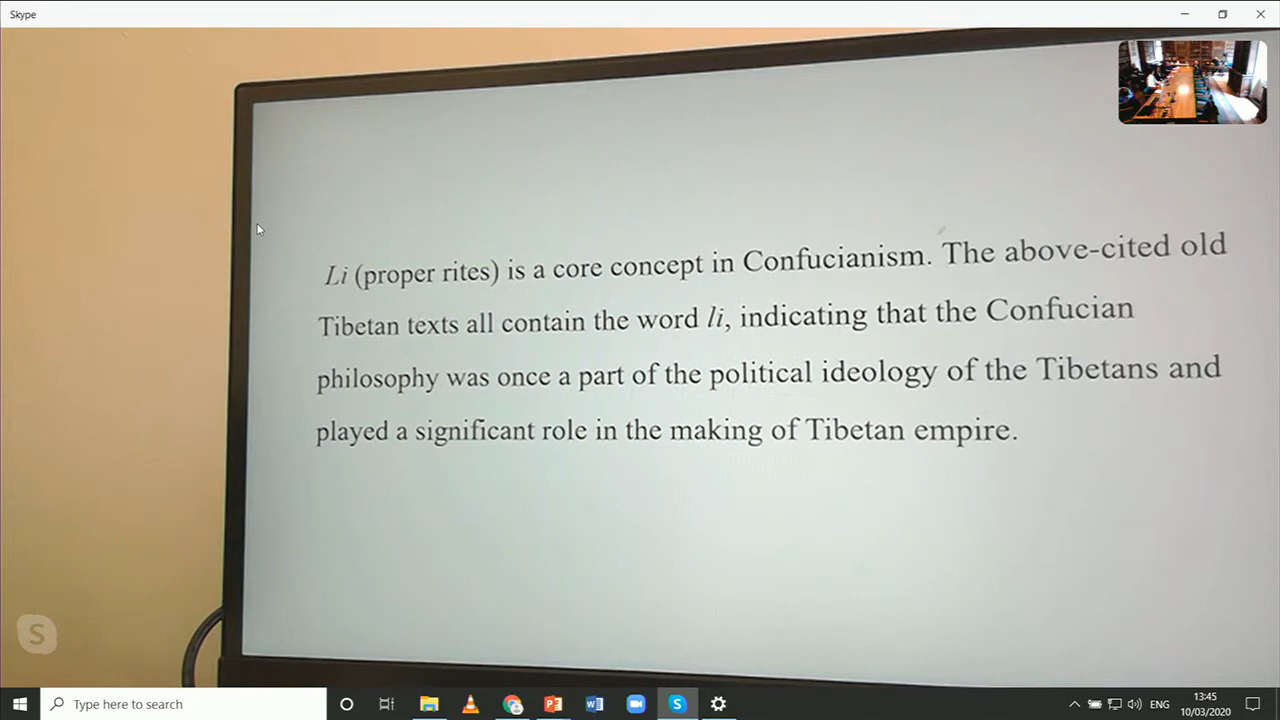 Skype
Li (proper rites) is a core concept in Confucianism. The above-cited old
Tibetan texts all contain the word li, indicating that the Confucian
philosophy was once a part of the political ideology of the Tibetans and
played a significant role in the making of Tibetan empire.
S
Type here to search
ENG
13:45
10/03/2020